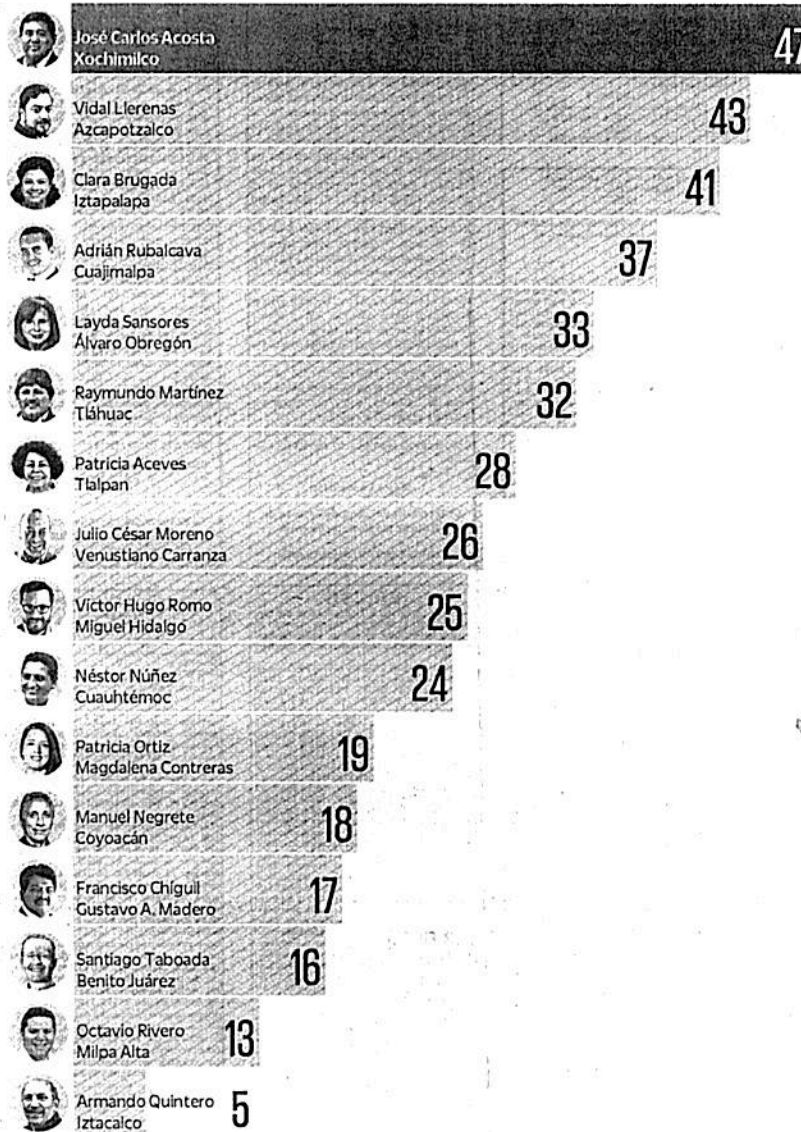 José Carlos Acosta
Xochimilco
47
Vidal Llerenas
Azcapotzalco
43
Clara Brugada
Iztapalapa
41
Adrián Rubalcava
Cuajimalpa
37
Layda Sansores
Álvaro Obregón
33
Raymundo Martínez
Tláhuac
32
Patricia Aceves
Tlalpan
28
Julio César Moreno
Venustiano Carranza
26
Víctor Hugo Romo
Miguel Hidalgo
25
Néstor Núñez
Cuauhtémoc
24
Patricia Ortiz
Magdalena Contreras
19
Manuel Negrete
Coyoacán
18
Francisco Chíguil
Gustavo A. Madero
17
Santiago Taboada
Benito Juárez
16
Octavio Rivero
Milpa Alta
13
Armando Quintero
Iztacalco
5